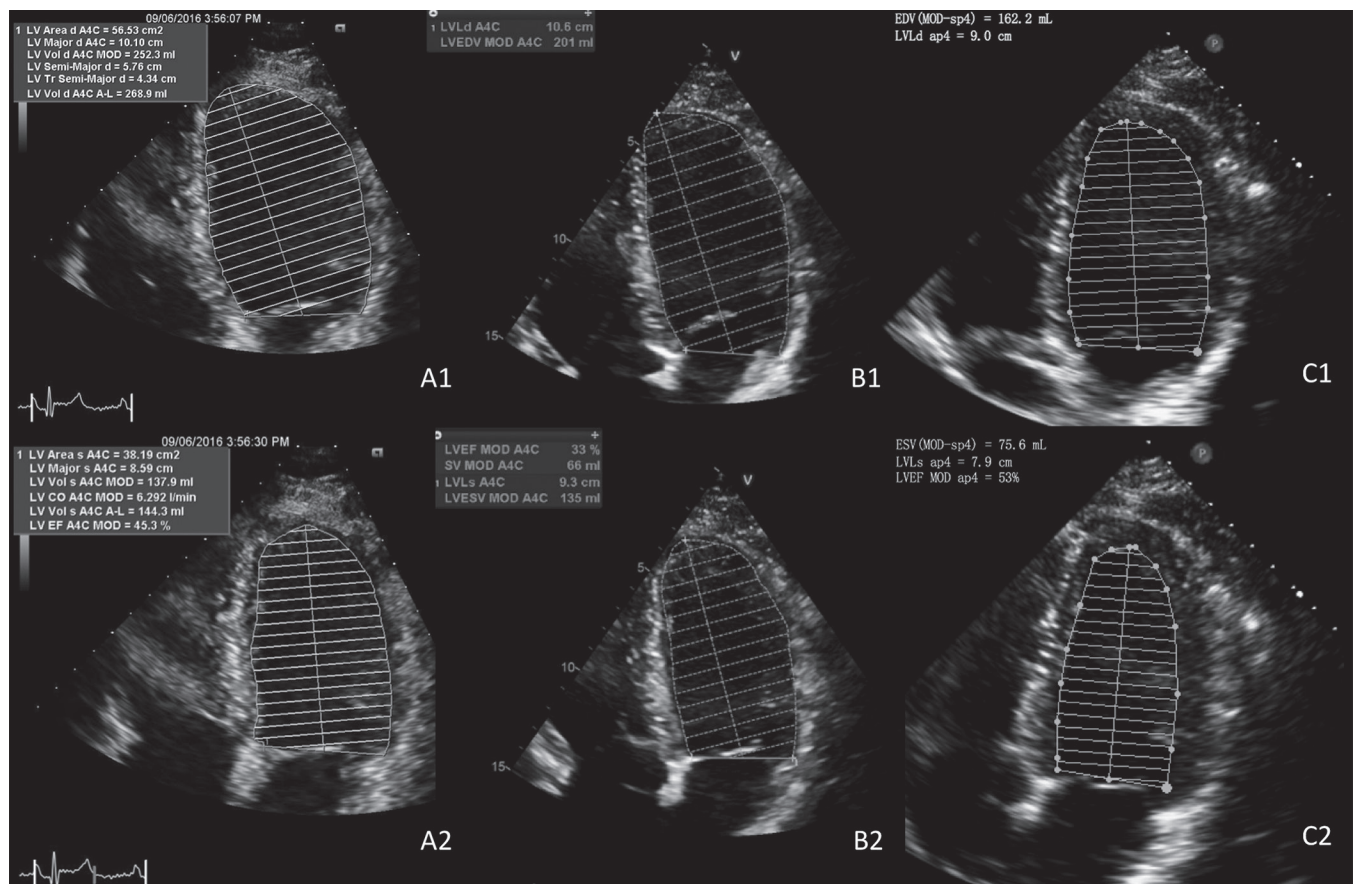 09/06/2016 3:56:07 PM
1 LV Area d A4C = 56.53 cm2
LV Major d A4C = 10.10 cm
LV Vol d A4C MOD = 252.3 ml
LV Semi-Major d = 5.76 cm
LV Tr Semi-Major d = 4.34 cm
LV Vol d A4C A-L = 268.9 ml
A1
1 LVLd A4C 10.6 cm
LVEDV MOD A4C 201 ml
V
5
10
15
B1
EDV(MOD-sp4) = 162.2 mL
LVLd ap4 = 9.0 cm
P
C1
09/06/2016 3:56:30 PM
1 LV Area s A4C = 38.19 cm2
LV Major s A4C = 8.59 cm
LV Vol s A4C MOD = 137.9 ml
LV CO A4C MOD = 6.292 l/min
LV Vol s A4C A-L = 144.3 ml
LV EF A4C MOD = 45.3 %
A2
LVEF MOD A4C 33 %
SV MOD A4C 66 ml
1 LVLs A4C 9.3 cm
LVESV MOD A4C 135 ml
V
5
10
15
B2
ESV(MOD-sp4) = 75.6 mL
LVLs ap4 = 7.9 cm
LVEF MOD ap4 = 53%
P
C2